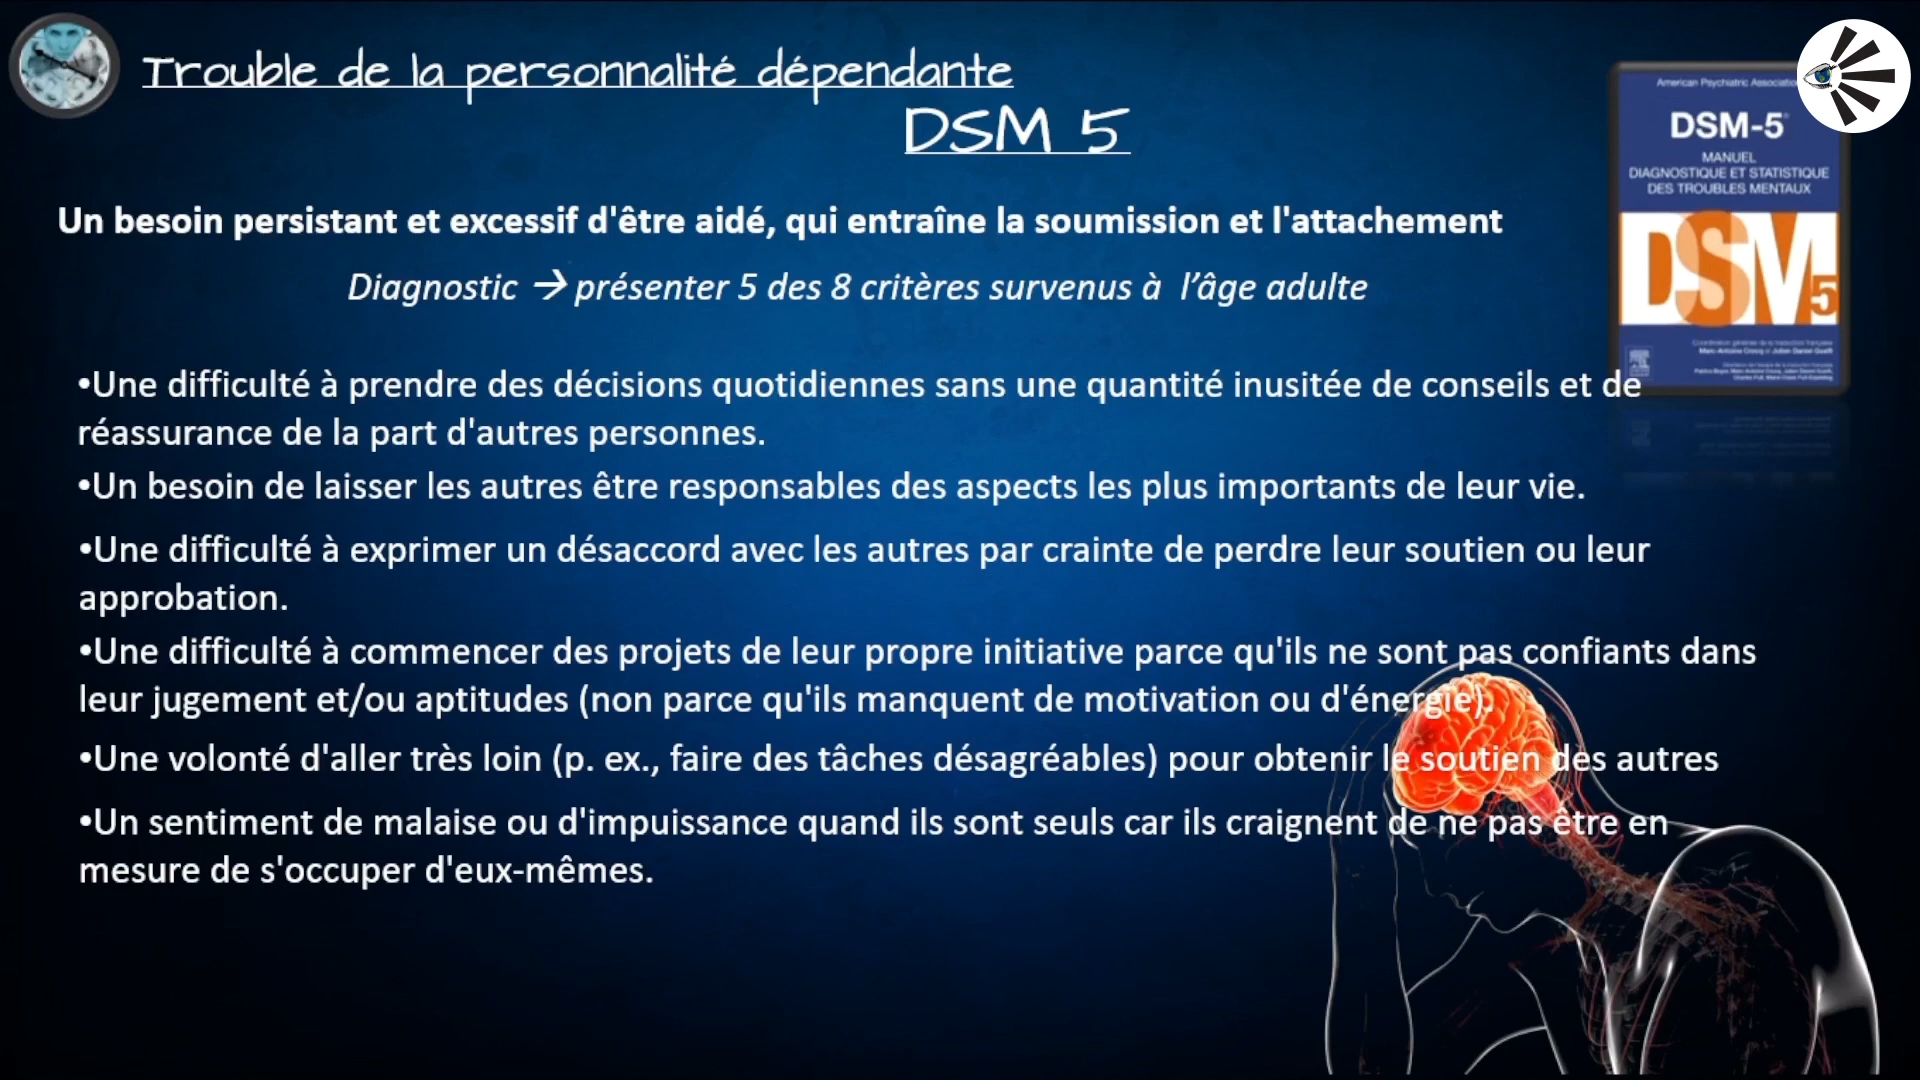 Trouble de la personnalité dépendante
DSM 5
American Psychiatric
DSM-5
MANUEL
DIAGNOSTIQUE ET STATISTIQUE
DES TROUBLES MENTAUX
DSM5
Un besoin persistant et excessif d'être aidé, qui entraîne la soumission et l'attachement
Diagnostic → présenter 5 des 8 critères survenus à l’âge adulte
•Une difficulté à prendre des décisions quotidiennes sans une quantité inusitée de conseils et de
réassurance de la part d'autres personnes.
•Un besoin de laisser les autres être responsables des aspects les plus importants de leur vie.
•Une difficulté à exprimer un désaccord avec les autres par crainte de perdre leur soutien ou leur
approbation.
•Une difficulté à commencer des projets de leur propre initiative parce qu'ils ne sont pas confiants dans
leur jugement et/ou aptitudes (non parce qu'ils manquent de motivation ou d'énergie).
•Une volonté d'aller très loin (p. ex., faire des tâches désagréables) pour obtenir le soutien des autres
•Un sentiment de malaise ou d'impuissance quand ils sont seuls car ils craignent de ne pas être en
mesure de s'occuper d'eux-mêmes.